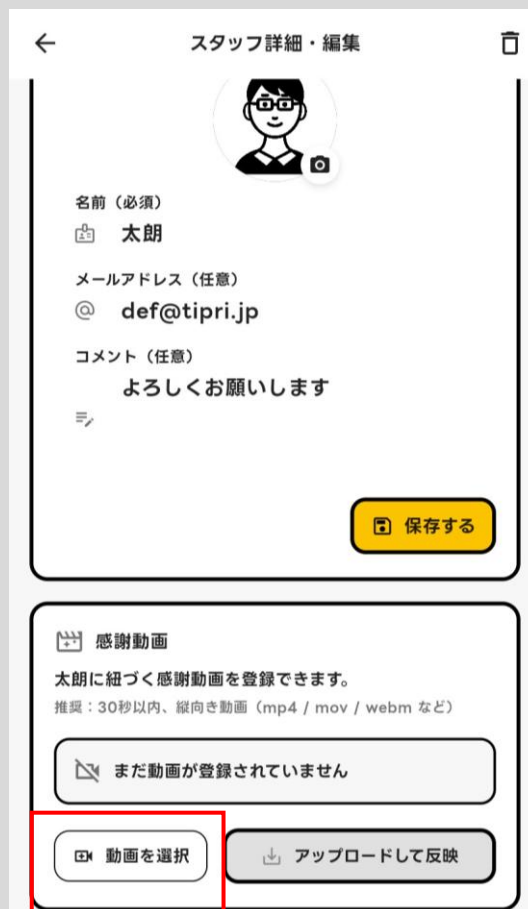 スタッフ詳細・編集
名前（必須）
太朗
メールアドレス（任意）
def@tipri.jp
コメント（任意）
よろしくお願いします
保存する
感謝動画
太朗に紐づく感謝動画を登録できます。
推奨：30秒以内、縦向き動画（mp4 / mov / webm など）
まだ動画が登録されていません
動画を選択
アップロードして反映